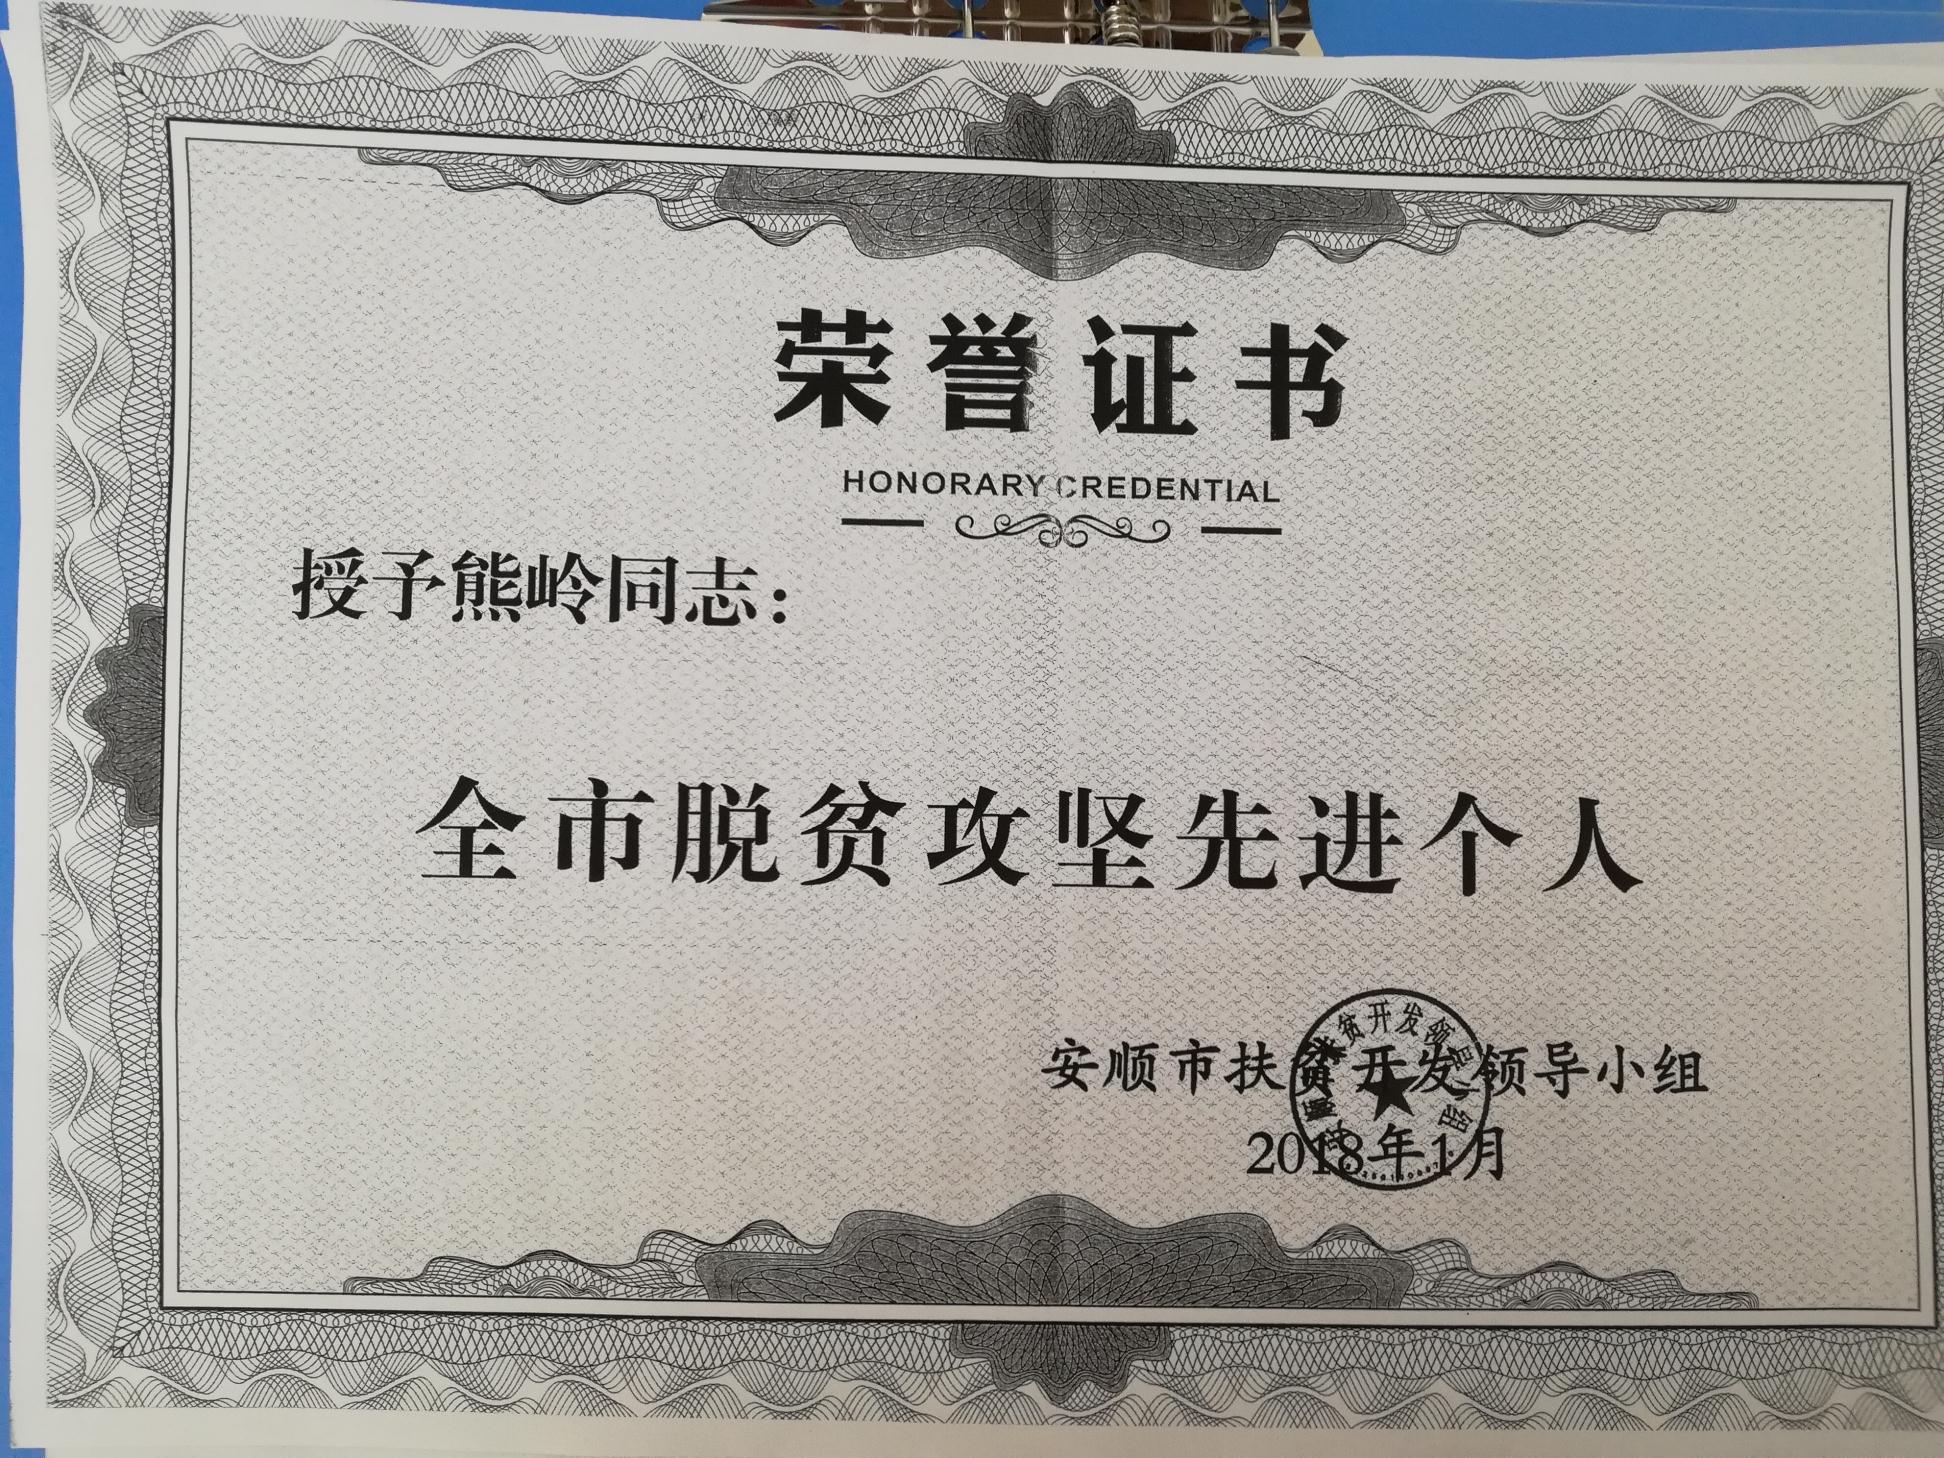 荣誉证书
HONORARY CREDENTIAL
授予熊岭同志：
全市脱贫攻坚先进个人
安顺市扶贫开发领导小组
2018年1月